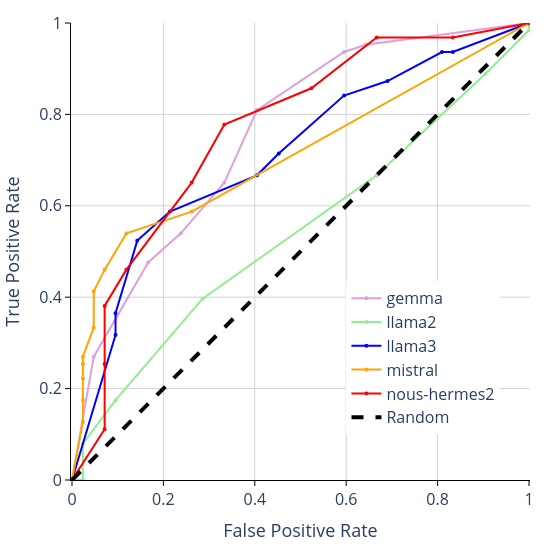 1
0.8
0.6
0.4
0.2
0
True Positive Rate
gemma
llama2
llama3
mistral
nous-hermes2
Random
0 0.2 0.4 0.6 0.8 1
False Positive Rate